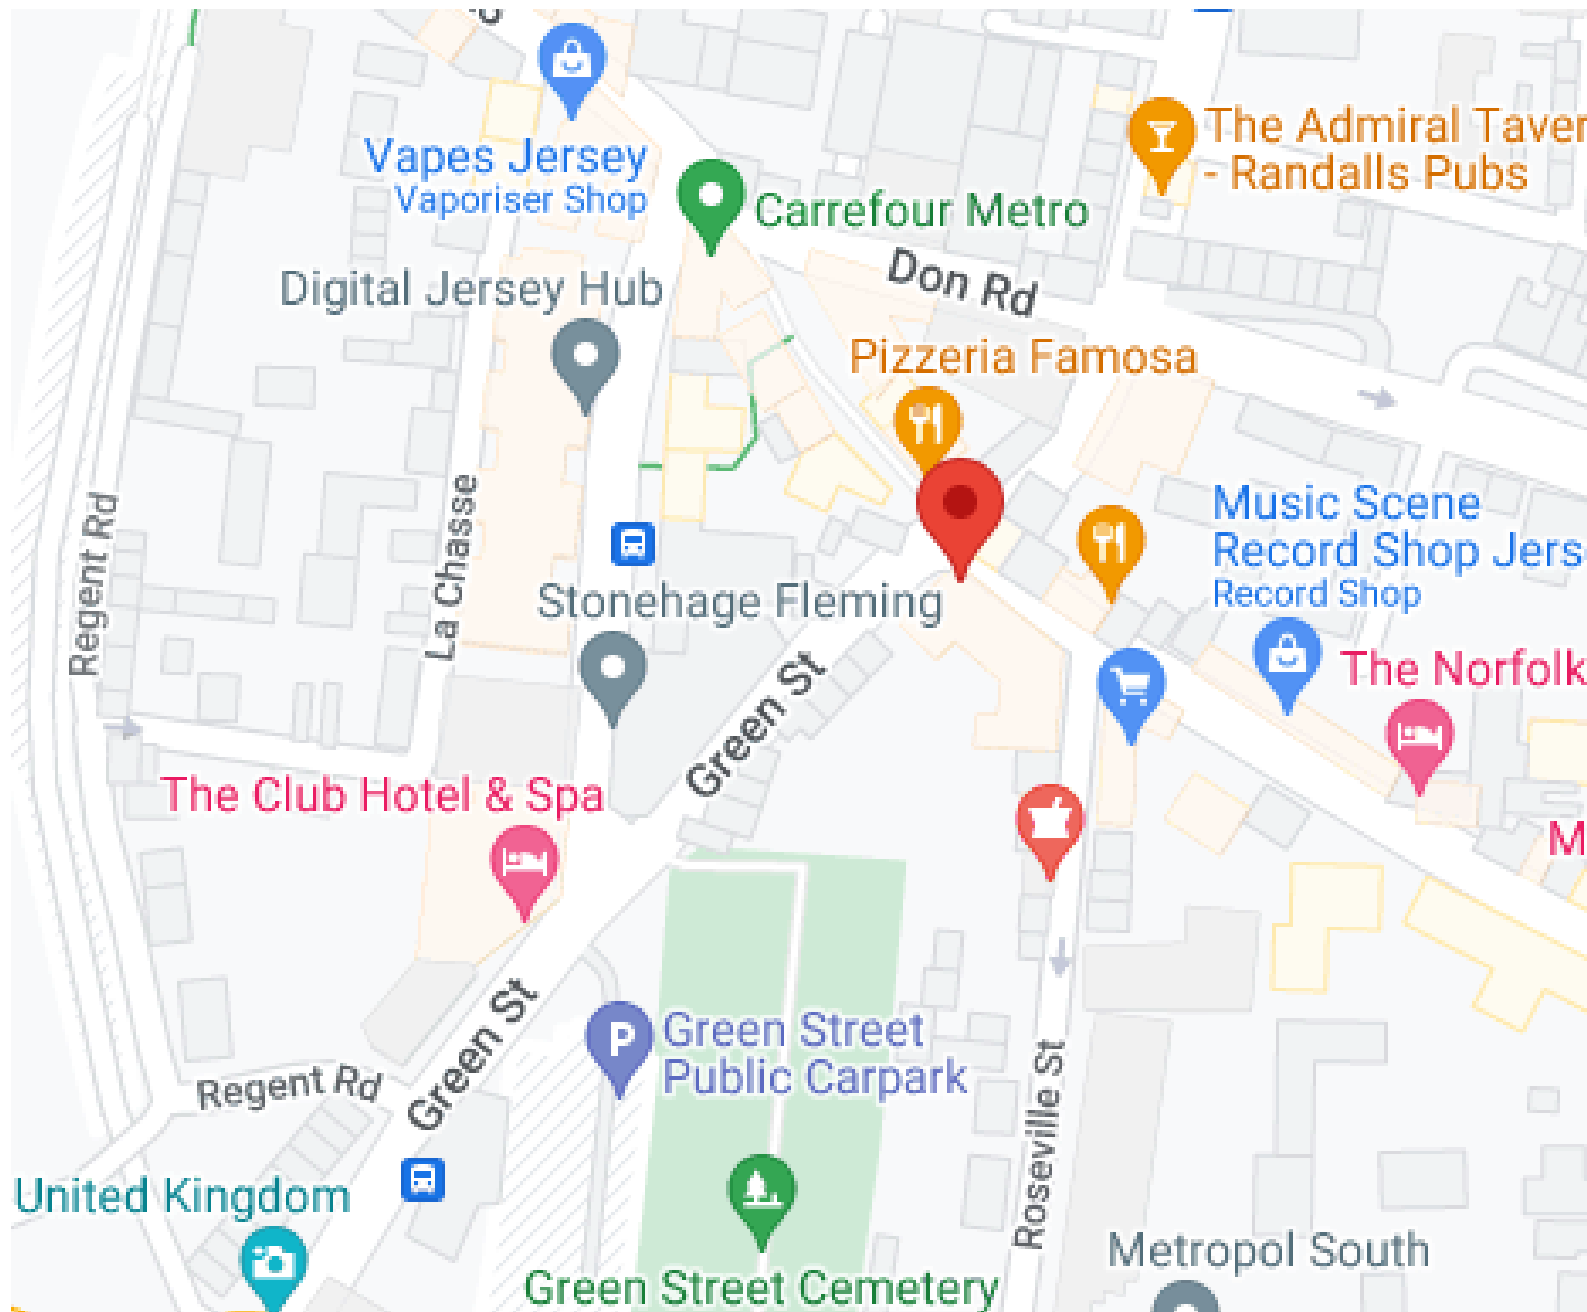 Vapes Jersey
Vaporiser Shop
The Admiral Taver
- Randalls Pubs
Carrefour Metro
Don Rd
Digital Jersey Hub
Pizzeria Famosa
Regent Rd
La Chasse
Music Scene
Record Shop Jers
Record Shop
Stonehage Fleming
The Norfolk
Green St
The Club Hotel & Spa
M
Green St
P
Green Street
Public Carpark
Regent Rd
Roseville St
United Kingdom
Metropol South
Green Street Cemetery